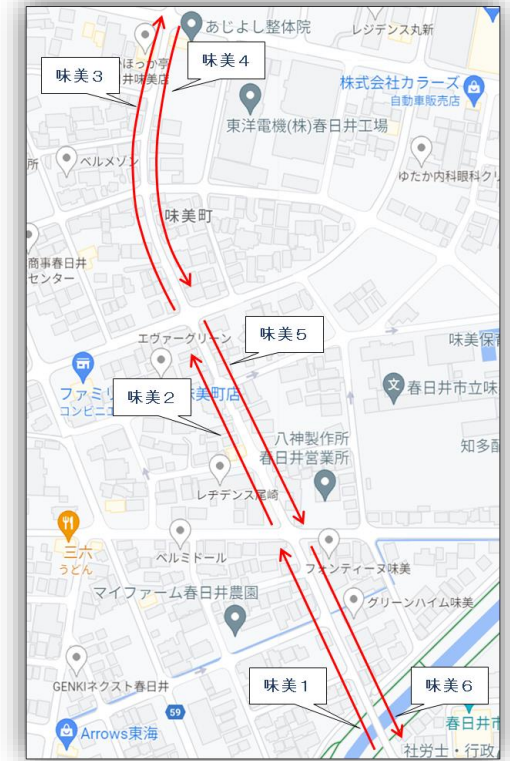 あじよし整体院
レジデンス丸新
味美3
味美4
ほっか亭
井味美店
株式会社カラーズ
自動車販売店
東洋電機(株)春日井工場
所
ベルメゾン
ゆたか内科眼科クリ
味美町
商事春日井
センター
エヴァーグリーン
味美5
味美保育
ファミリ
コンビニエ
味美2
美町店
春日井市立味
八神製作所
春日井営業所
知多
レチデンス尾崎
三六
うどん
ベルミドール
フォンティーヌ味美
マイファーム春日井農園
グリーンハイム味美
GENKIネクスト春日井
味美1
味美6
59
春日井市
Arrows東海
社労士・行政